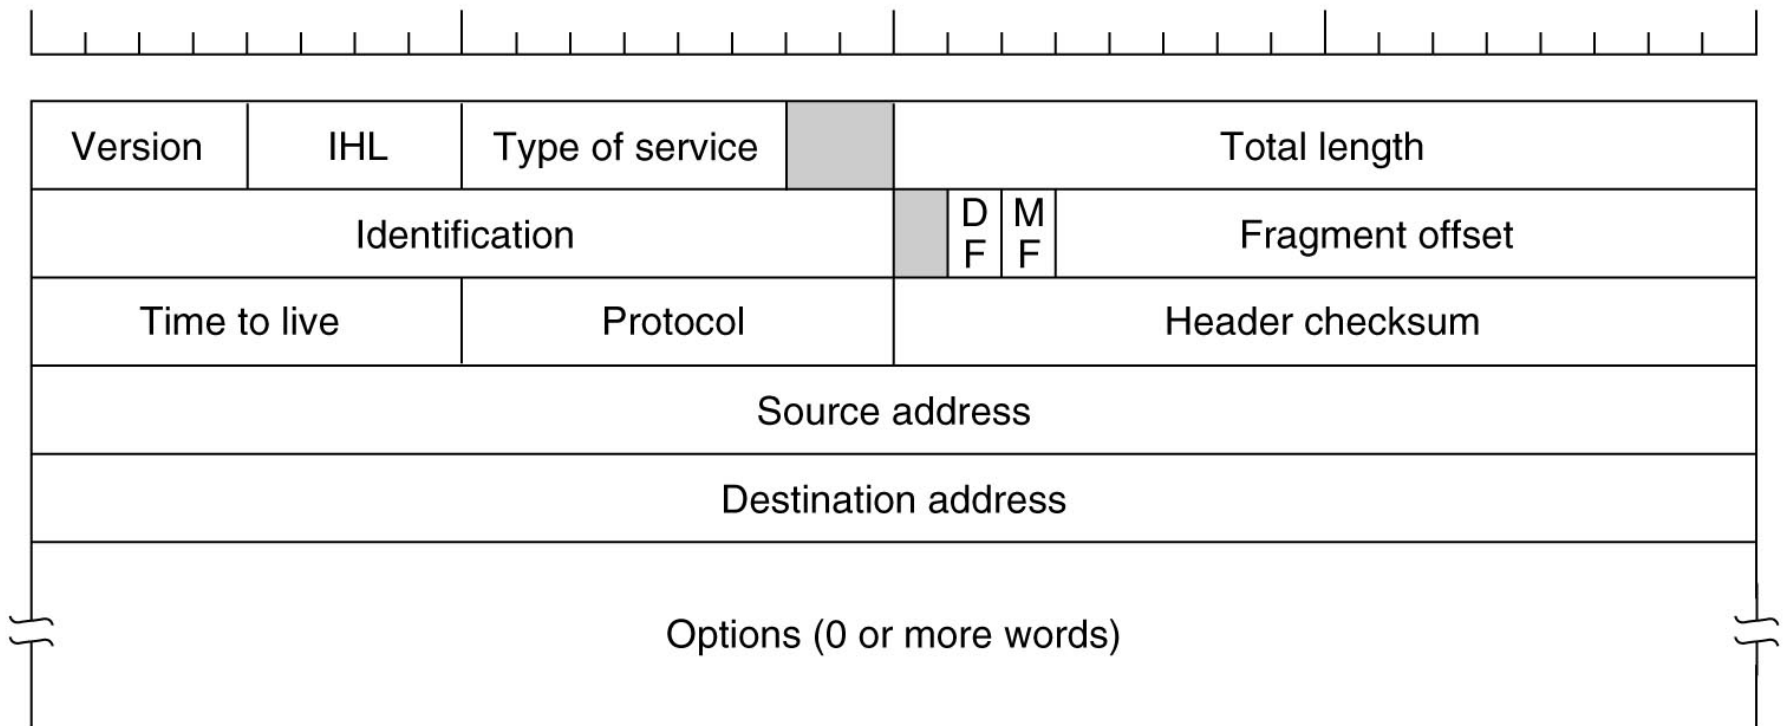 Version IHL Type of service Total length
Identification D F M F Fragment offset
Time to live Protocol Header checksum
Source address
Destination address
Options (0 or more words)